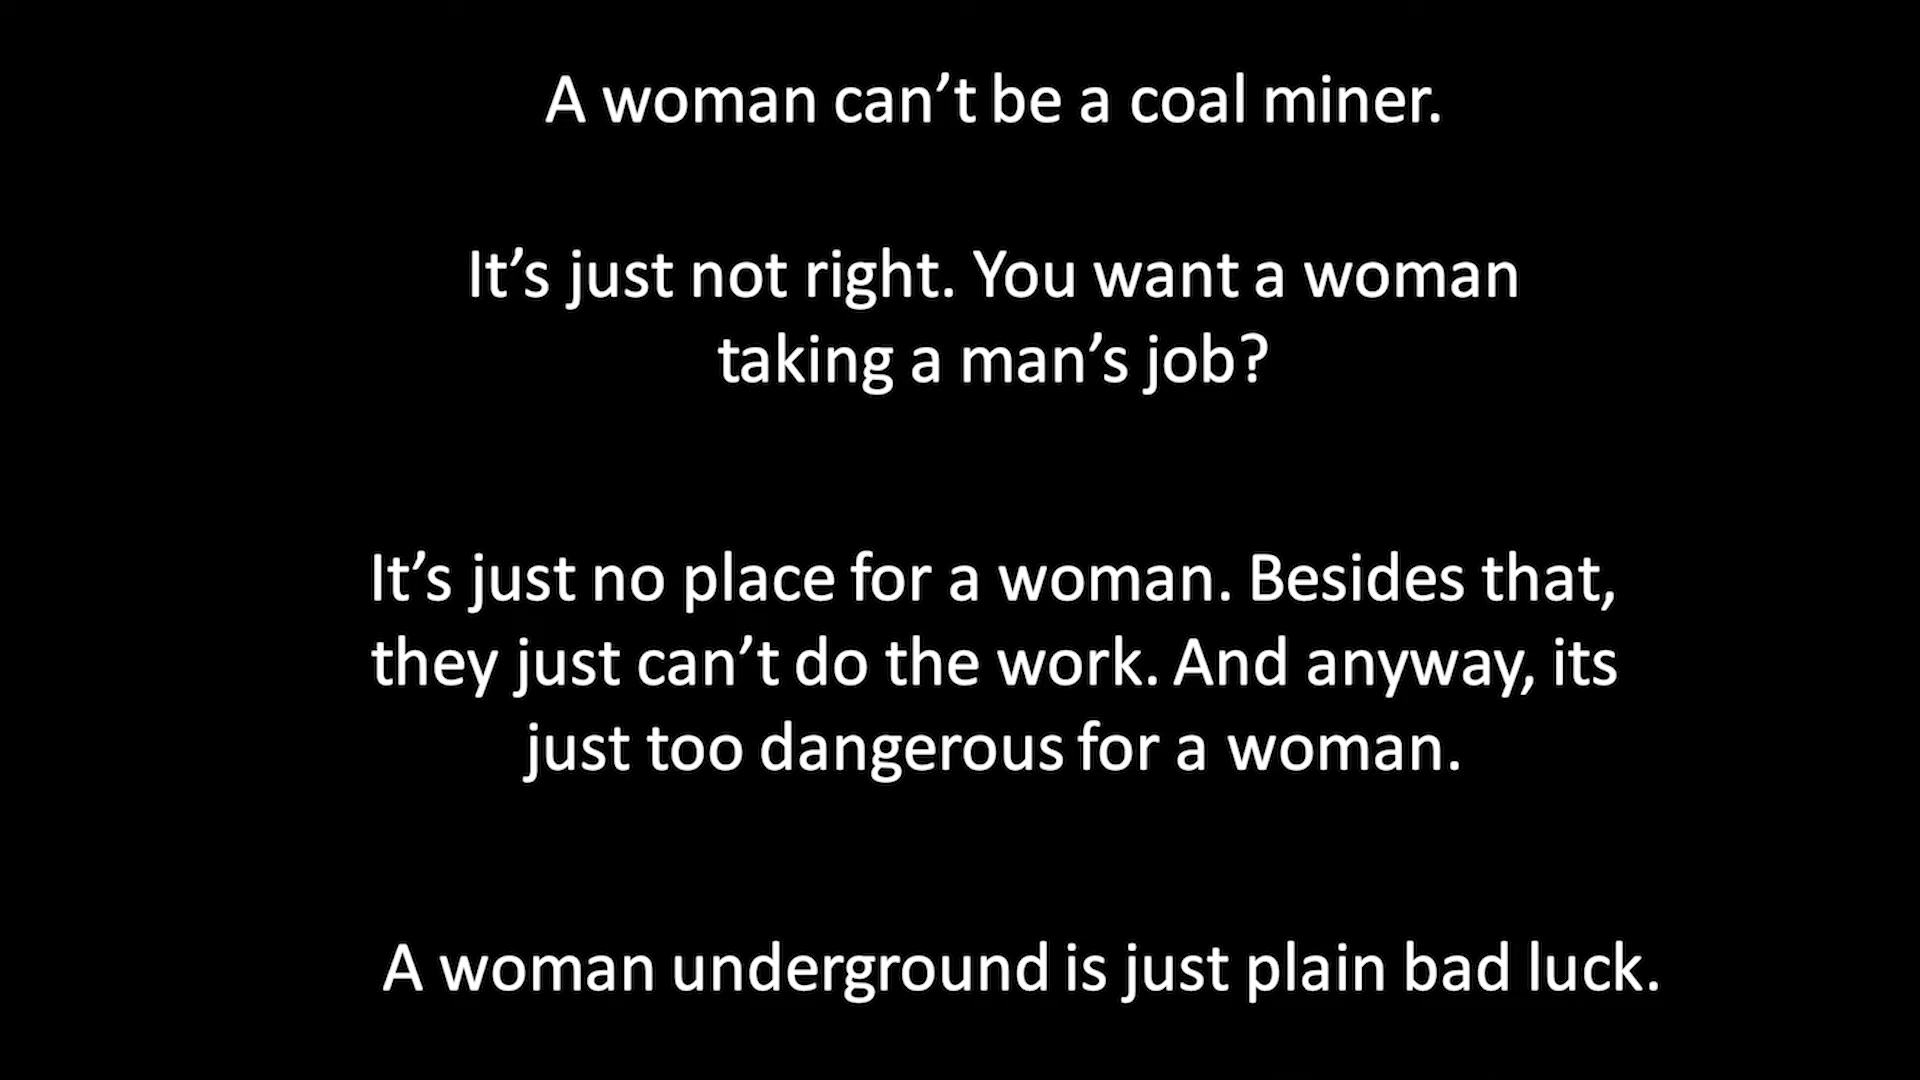 A woman can’t be a coal miner.
It’s just not right. You want a woman
taking a man’s job?
It’s just no place for a woman. Besides that,
they just can’t do the work. And anyway, its
just too dangerous for a woman.
A woman underground is just plain bad luck.